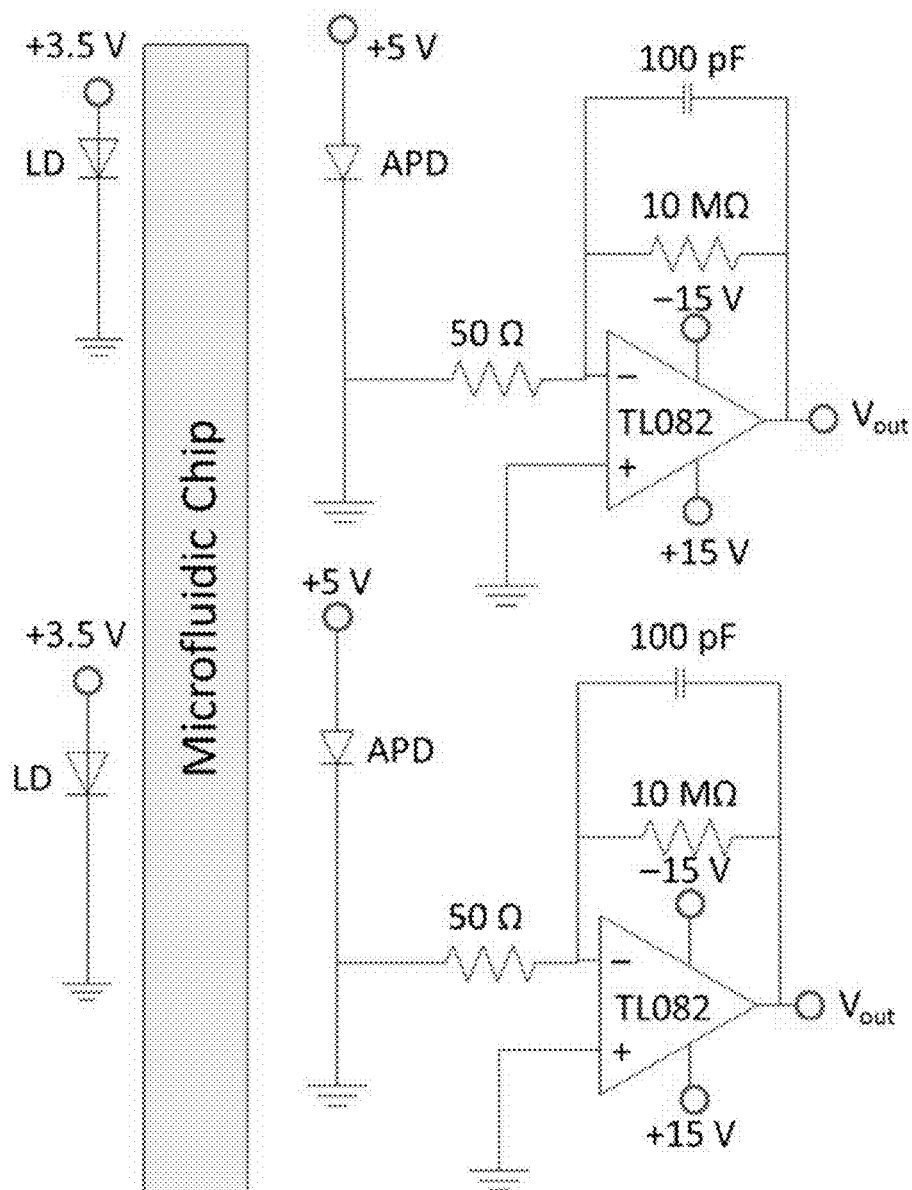 +3.5 V
+5 V
100 pF
LD
APD
10 MΩ
–15 V
50 Ω
–
TL082
+
Vout
+15 V
Microfluidic Chip
+5 V
+3.5 V
100 pF
LD
APD
10 MΩ
–15 V
50 Ω
–
TL082
+
Vout
+15 V